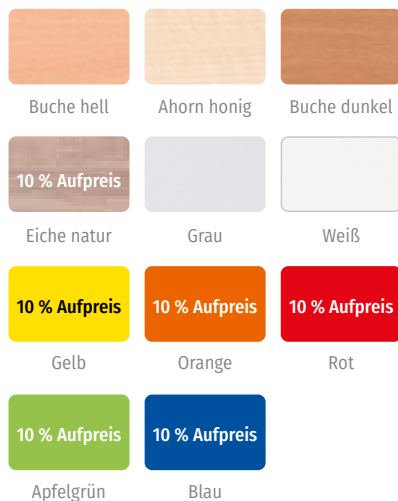 Buche hell
Ahorn honig
Buche dunkel
10 % Aufpreis
Eiche natur
Grau
Weiß
10 % Aufpreis
10 % Aufpreis
10 % Aufpreis
Gelb
Orange
Rot
10 % Aufpreis
10 % Aufpreis
Apfelgrün
Blau